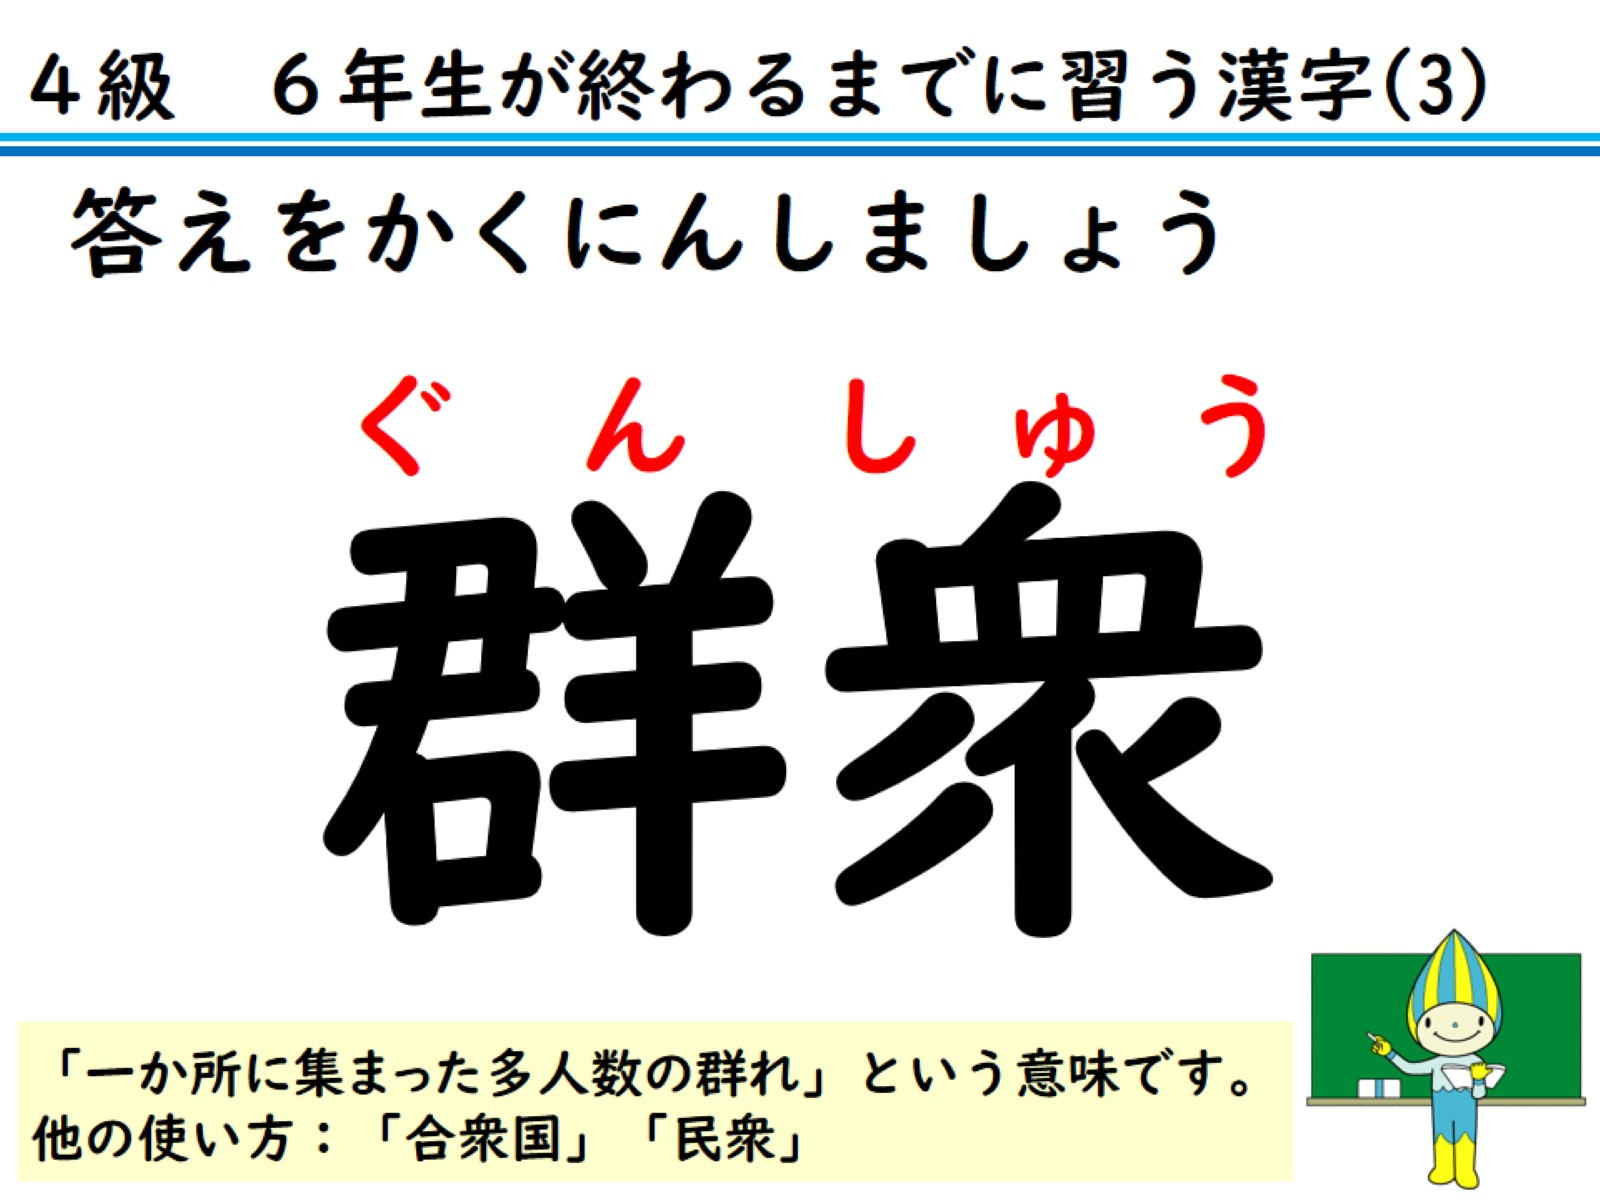 ４級　６年生が終わるまでに習う漢字(3)
答えをかくにんしましょう
ぐんしゅう
群衆
「一か所に集まった多人数の群れ」という意味です。
他の使い方：「合衆国」「民衆」